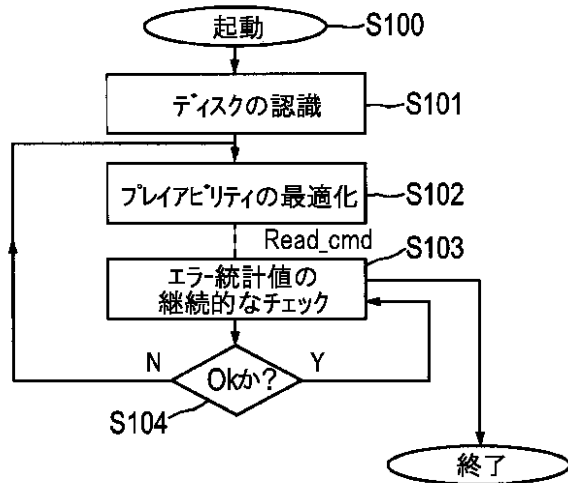 起動
S100
ディスクの認識
S101
プレイアビリティの最適化
S102
Read_cmd
S103
エラー統計値の
継続的なチェック
N
Okか?
Y
S104
終了